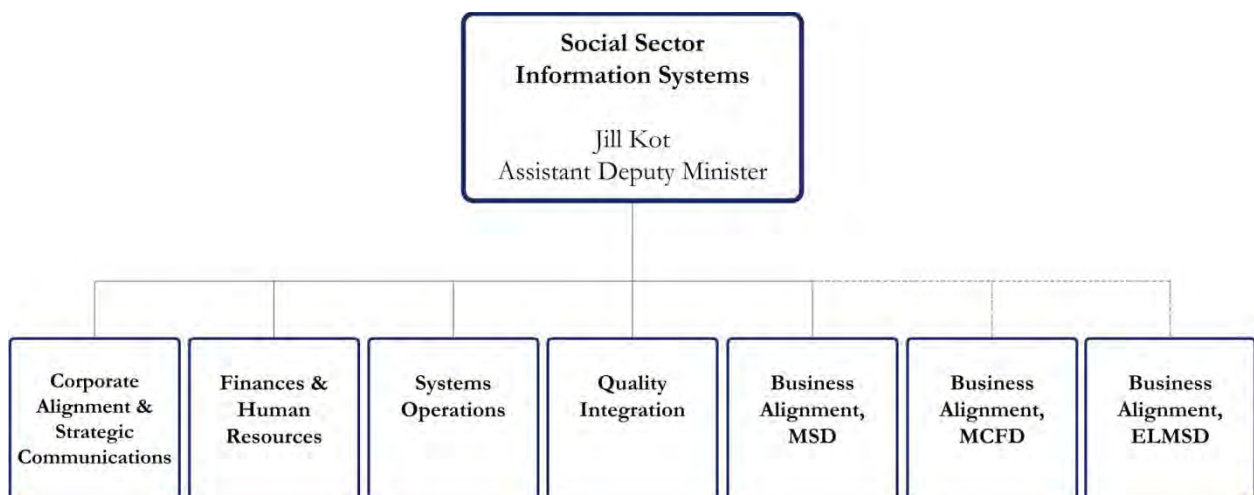 Social Sector
Information Systems
Jill Kot
Assistant Deputy Minister
Corporate
Alignment &
Strategic
Communications
Finances &
Human
Resources
Systems
Operations
Quality
Integration
Business
Alignment,
MSD
Business
Alignment,
MCFD
Business
Alignment,
ELMSD